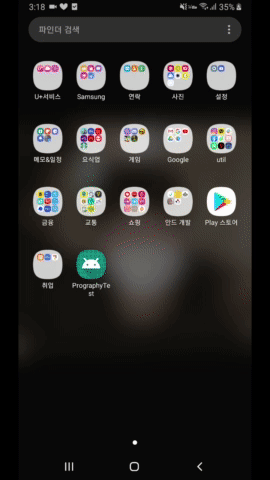 3:18
35%
파인더 검색
U+서비스
Samsung
연락
사진
설정
메모&일정
요식업
게임
Google
util
금융
교통
쇼핑
안드 개발
Play 스토어
취업
PrographyTe
st